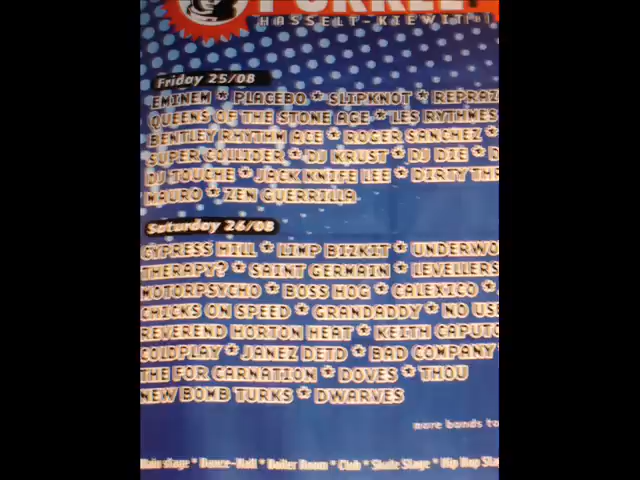 HASSELT-KIEWIT
Friday 25/08
EMINEM * PLACEBO * SLIPKNOT * REPRAZ
QUEENS OF THE STONE AGE * LES RYTHMES
BENTLEY RHYTHM ACE * ROGER SANCHEZ *
SUPER COLLIDER * DJ KRUST * DJ DIE * D
DJ TOUCHE * JACK KNIFE LEE * DIRTY THR
MAURO * ZEN GUERRILLA
Saturday 26/08
CYPRESS HILL * LIMP BIZKIT * UNDERWO
THERAPY? * SAINT GERMAIN * LEVELLERS
MOTORPSYCHO * BOSS HOG * CALEXICO *
CHICKS ON SPEED * GRANDADDY * NO USE
REVEREND HORTON HEAT * KEITH CAPUTO
COLDPLAY * JANEZ DETD * BAD COMPANY
THE FOR CARNATION * DOVES * THOU
NEW BOMB TURKS * DWARVES
more bands to
Main stage * Dance-Hall * Boiler Room * Club * Skate Stage * Hip Hop Stag